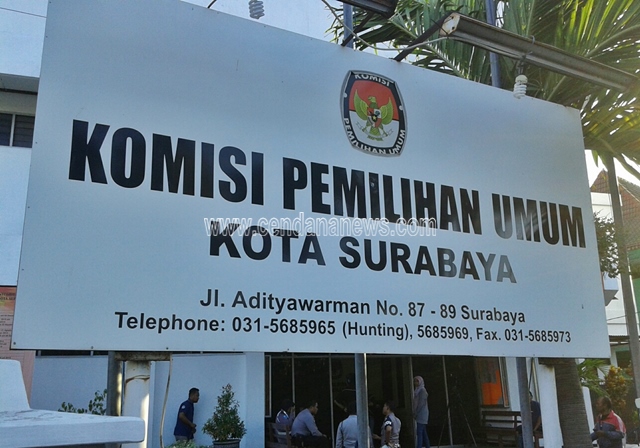 KOMISI
PEMILIHAN UMUM
KOMISI PEMILIHAN UMUM
www.cendananews.com
KOTA SURABAYA
Jl. Adityawarman No. 87 - 89 Surabaya
Telephone: 031-5685965 (Hunting), 5685969, Fax. 031-5685973